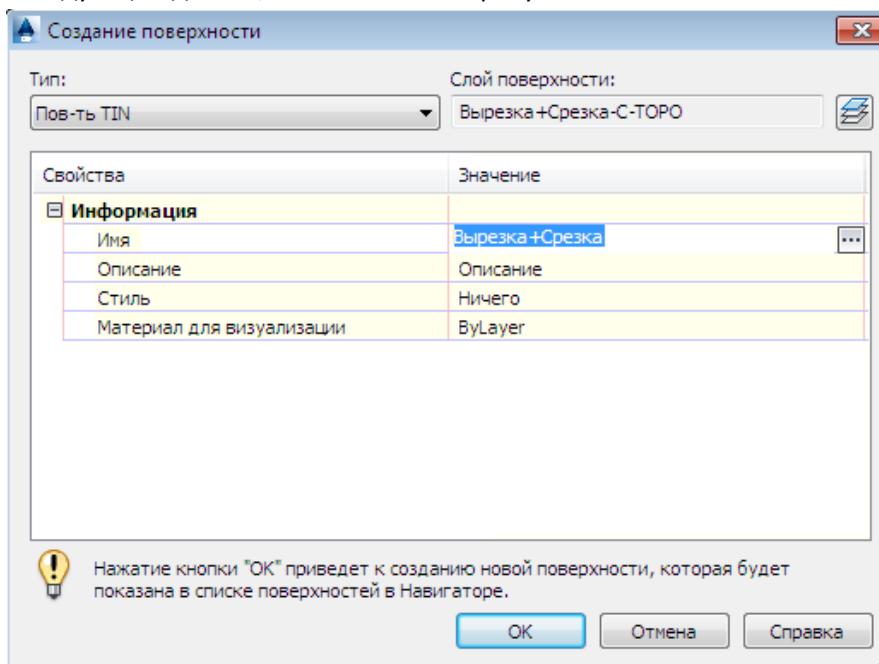 Создание поверхности
Тип:
Слой поверхности:
Пов-ть TIN
Вырезка+Срезка-C-TOPO
Свойства Значение
Информация
Имя Вырезка+Срезка ...
Описание Описание
Стиль Ничего
Материал для визуализации ByLayer
Нажатие кнопки "ОК" приведет к созданию новой поверхности, которая будет
показана в списке поверхностей в Навигаторе.
ОК Отмена Справка